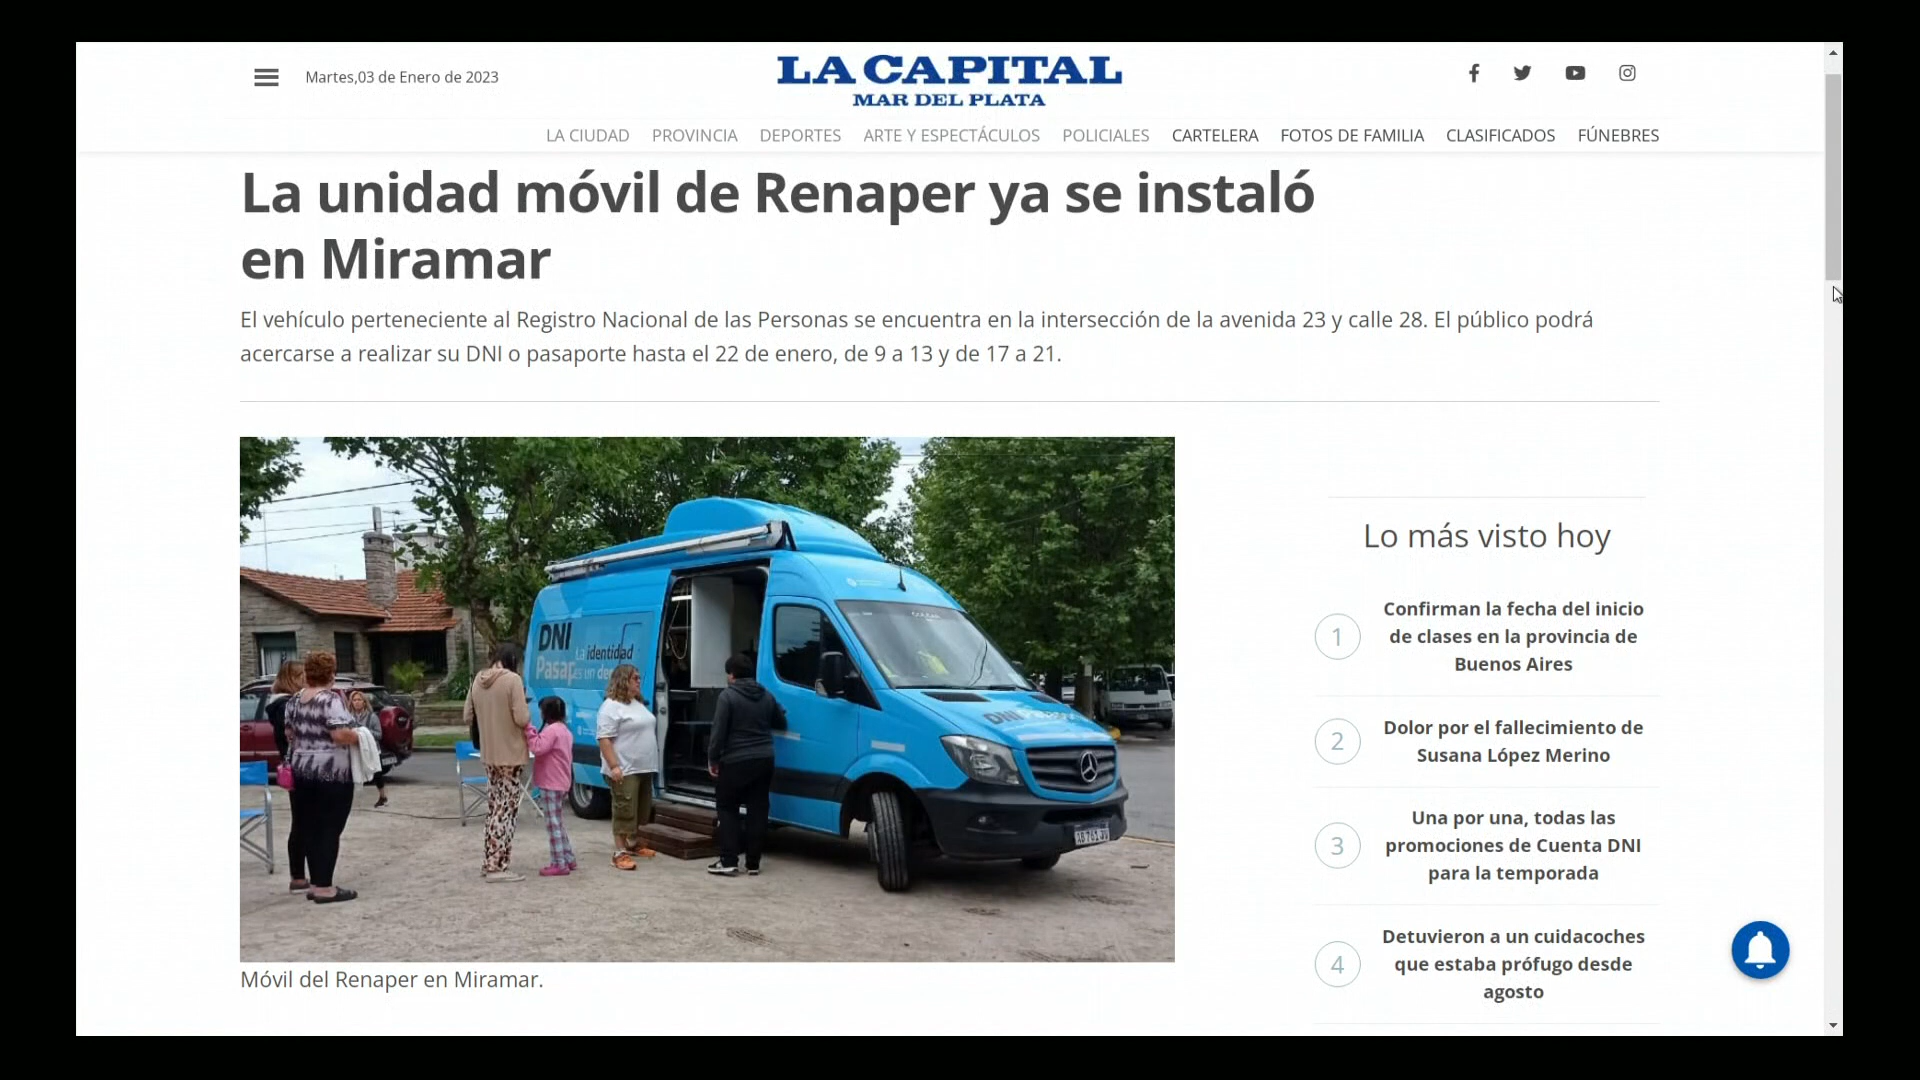 Martes,03 de Enero de 2023
LA CAPITAL
MAR DEL PLATA
LA CIUDAD PROVINCIA DEPORTES ARTE Y ESPECTÁCULOS POLICIALES CARTELERA FOTOS DE FAMILIA CLASIFICADOS FÚNEBRES
La unidad móvil de Renaper ya se instaló
en Miramar
El vehículo perteneciente al Registro Nacional de las Personas se encuentra en la intersección de la avenida 23 y calle 28. El público podrá
acercarse a realizar su DNI o pasaporte hasta el 22 de enero, de 9 a 13 y de 17 a 21.
DNI
Pasap
La identidad
es un de
DNI
Móvil del Renaper en Miramar.
Lo más visto hoy
1
Confirman la fecha del inicio
de clases en la provincia de
Buenos Aires
2
Dolor por el fallecimiento de
Susana López Merino
3
Una por una, todas las
promociones de Cuenta DNI
para la temporada
4
Detuvieron a un cuidacoches
que estaba prófugo desde
agosto